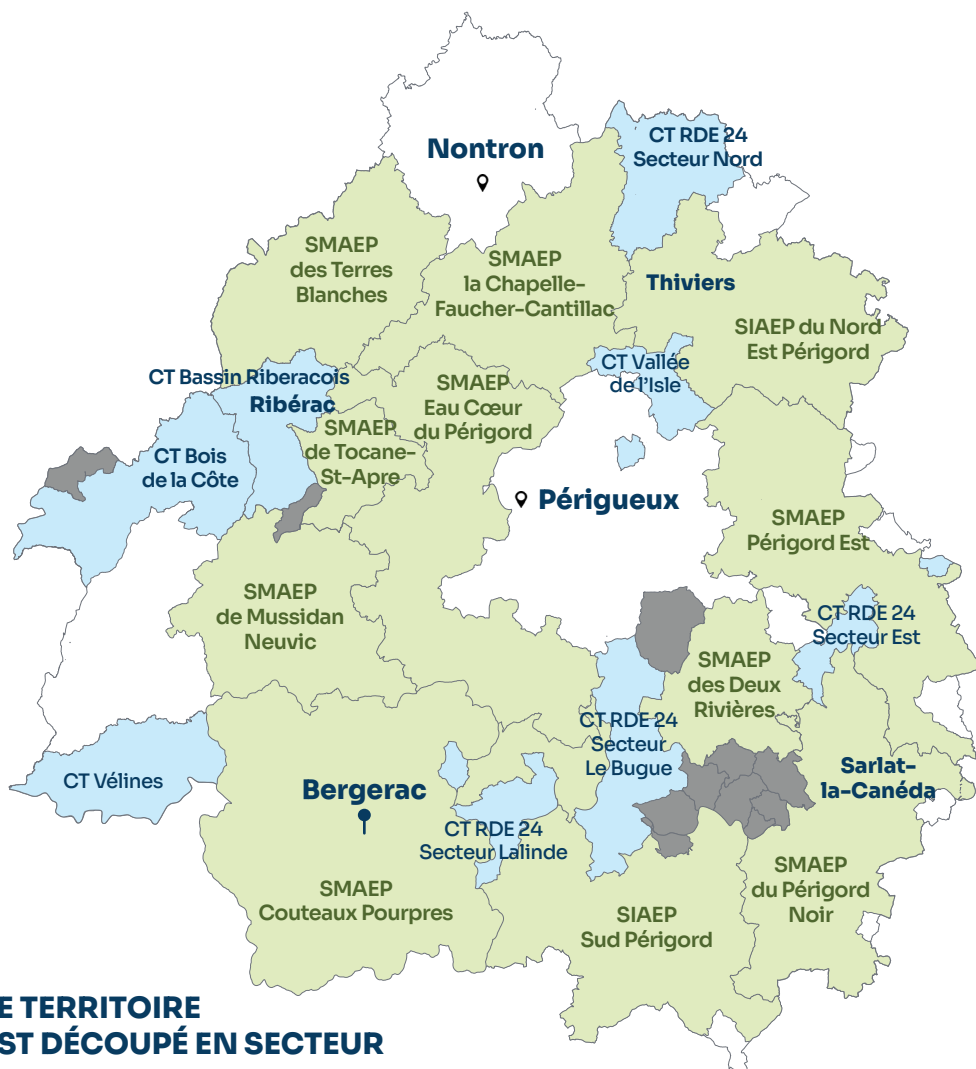 CT RDE 24
Secteur Nord
Nontron
SMAEP
des Terres
Blanches
SMAEP
la Chapelle-
Faucher-Cantillac
Thiviers
SIAEP du Nord
Est Périgord
CT Bassin Riberacois
Ribérac
CT Vallée
de l'Isle
SMAEP
Eau Cœur
du Périgord
SMAEP
de Tocane-
St-Apre
CT Bois
de la Côte
Périgueux
SMAEP
Périgord Est
SMAEP
de Mussidan
Neuvic
CT RDE 24
Secteur Est
SMAEP
des Deux
Rivières
CT RDE 24
Secteur
Le Bugue
CT Vélines
Bergerac
Sarlat-
la-Canéda
CT RDE 24
Secteur Lalinde
SMAEP
Couteaux Pourpres
SIAEP
Sud Périgord
SMAEP
du Périgord
Noir
E TERRITOIRE
ST DÉCOUPÉ EN SECTEUR